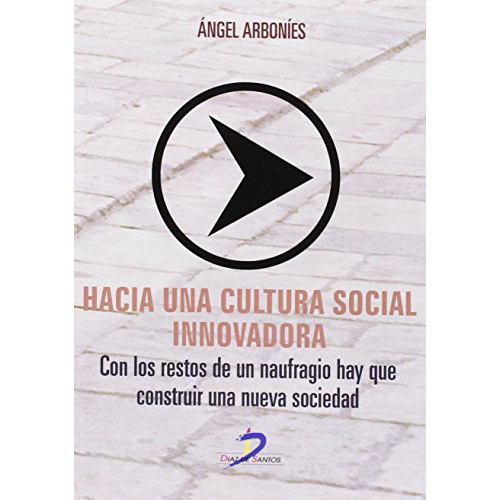 ÁNGEL ARBONÍES
HACIA UNA CULTURA SOCIAL
INNOVADORA
Con los restos de un naufragio hay que
construir una nueva sociedad
DIAZ DE SANTOS